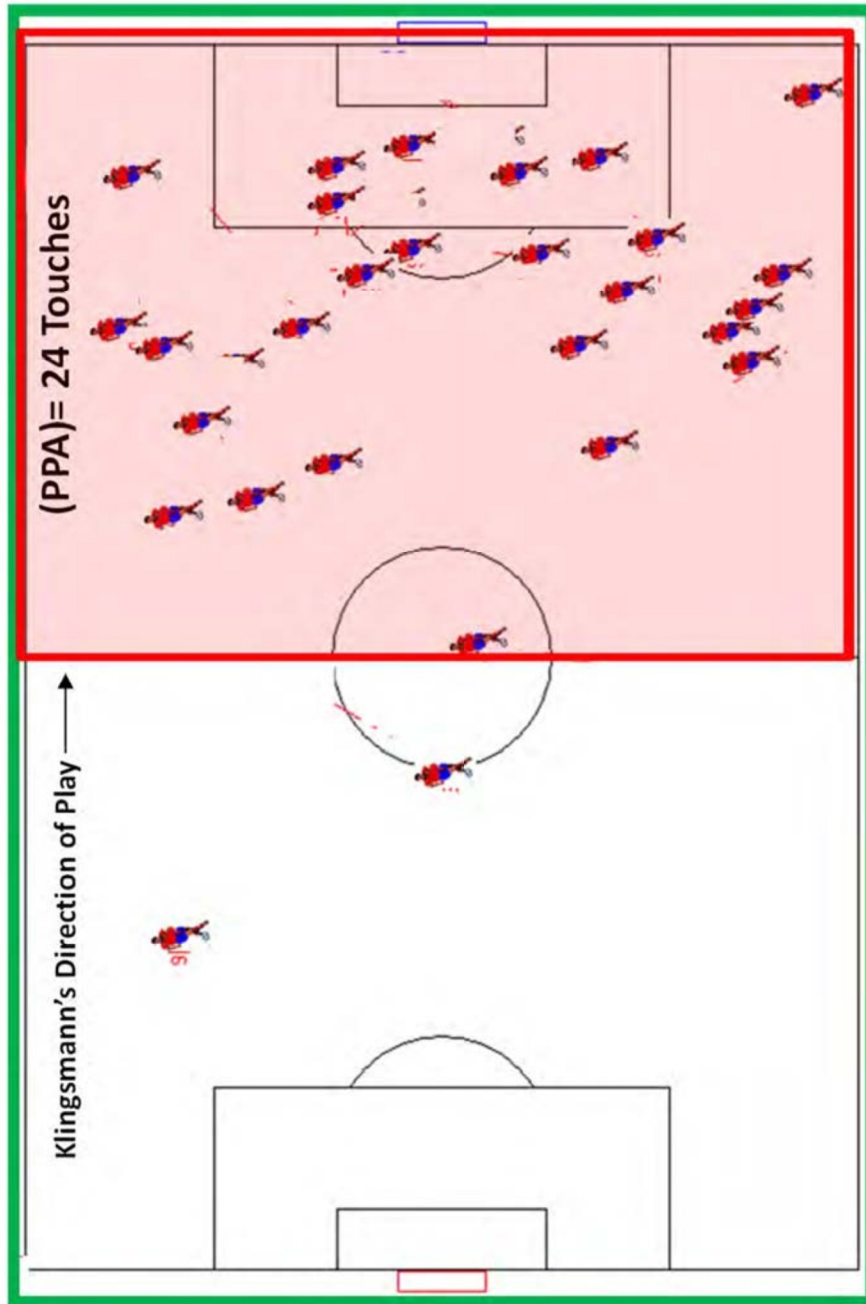 (PPA)= 24 Touches
Klingsmann's Direction of Play